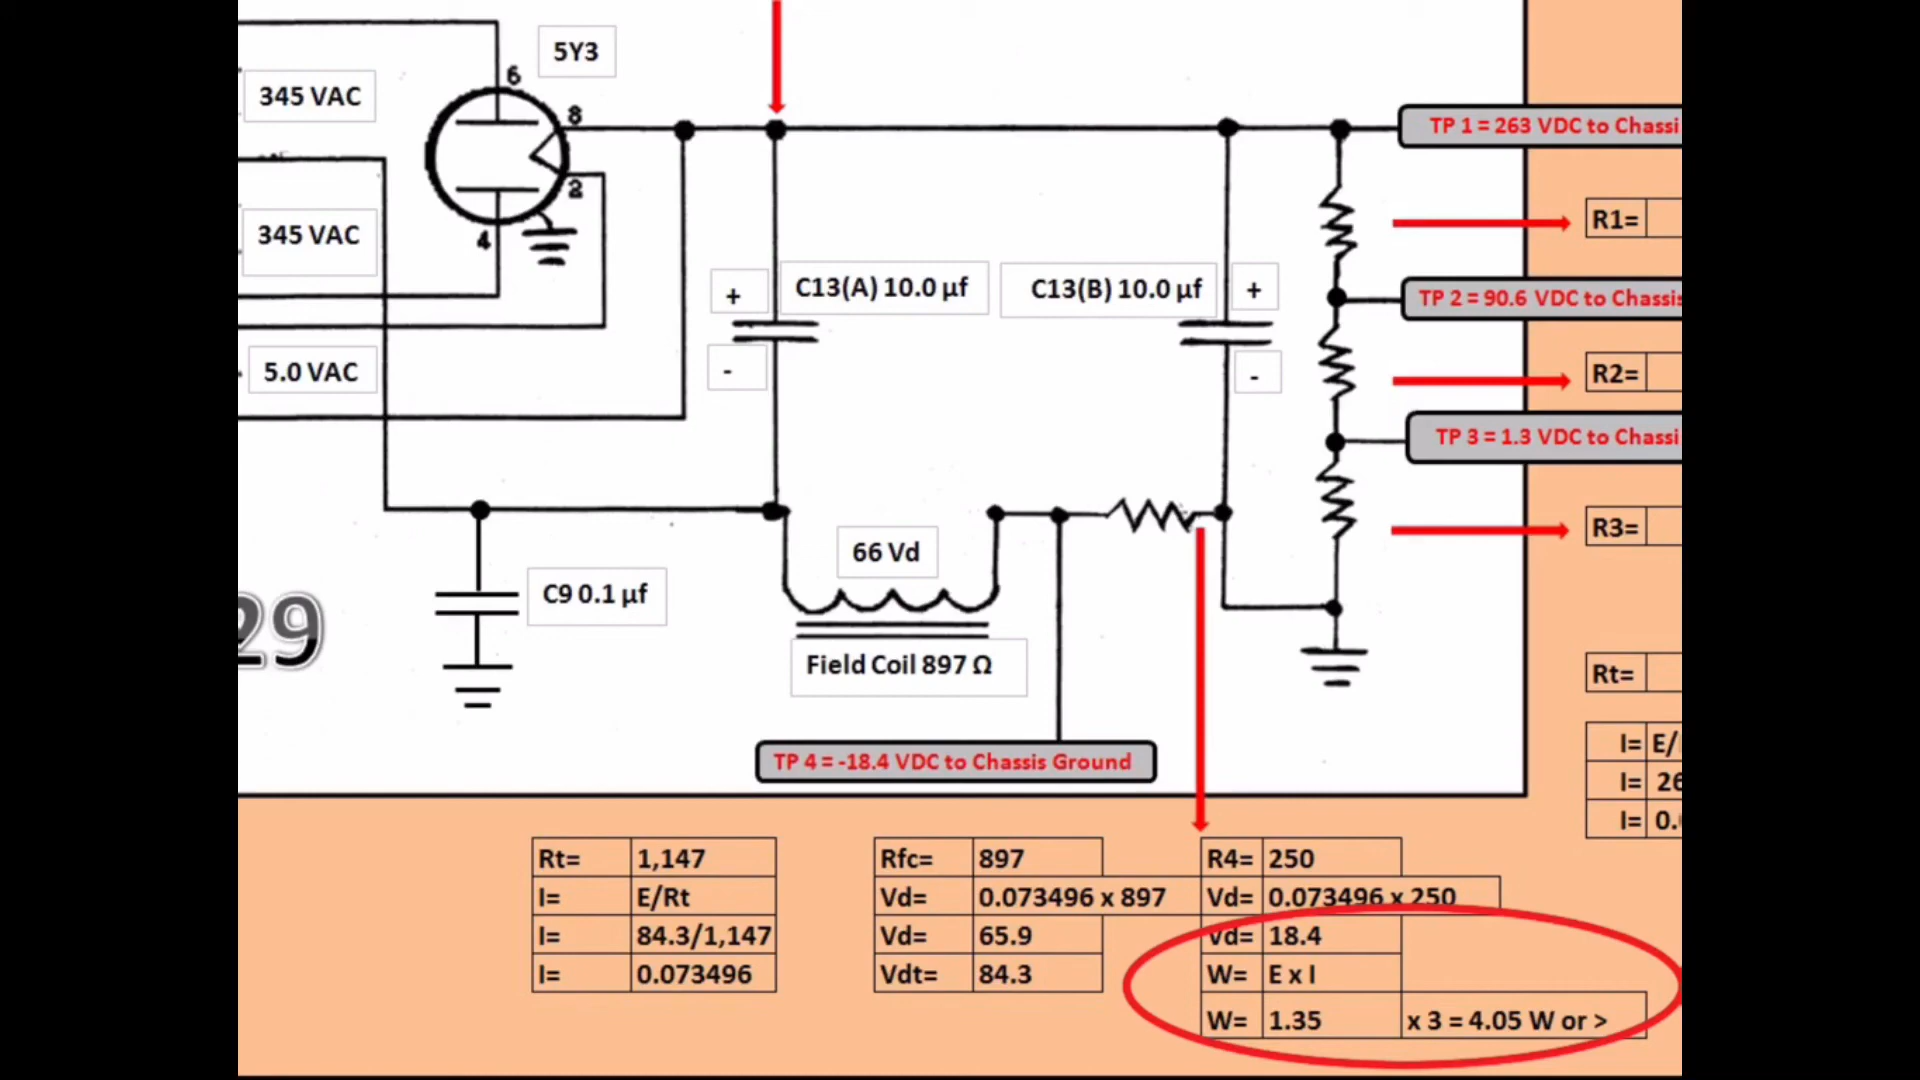 5Y3
6
345 VAC
8
TP 1 = 263 VDC to Chassi
2
R1=
345 VAC
4
C13(A) 10.0 µf
C13(B) 10.0 µf
+
+
TP 2 = 90.6 VDC to Chassis
5.0 VAC
-
-
R2=
TP 3 = 1.3 VDC to Chassi
R3=
66 Vd
C9 0.1 µf
29
Field Coil 897 Ω
Rt=
TP 4 = -18.4 VDC to Chassis Ground
I= E/
I= 26
I= 0.
Rt= 1,147
I= E/Rt
I= 84.3/1,147
I= 0.073496
Rfc= 897
Vd= 0.073496 x 897
Vd= 65.9
Vdt= 84.3
R4= 250
Vd= 0.073496 x 250
Vd= 18.4
W= E x I
W= 1.35 x 3 = 4.05 W or >